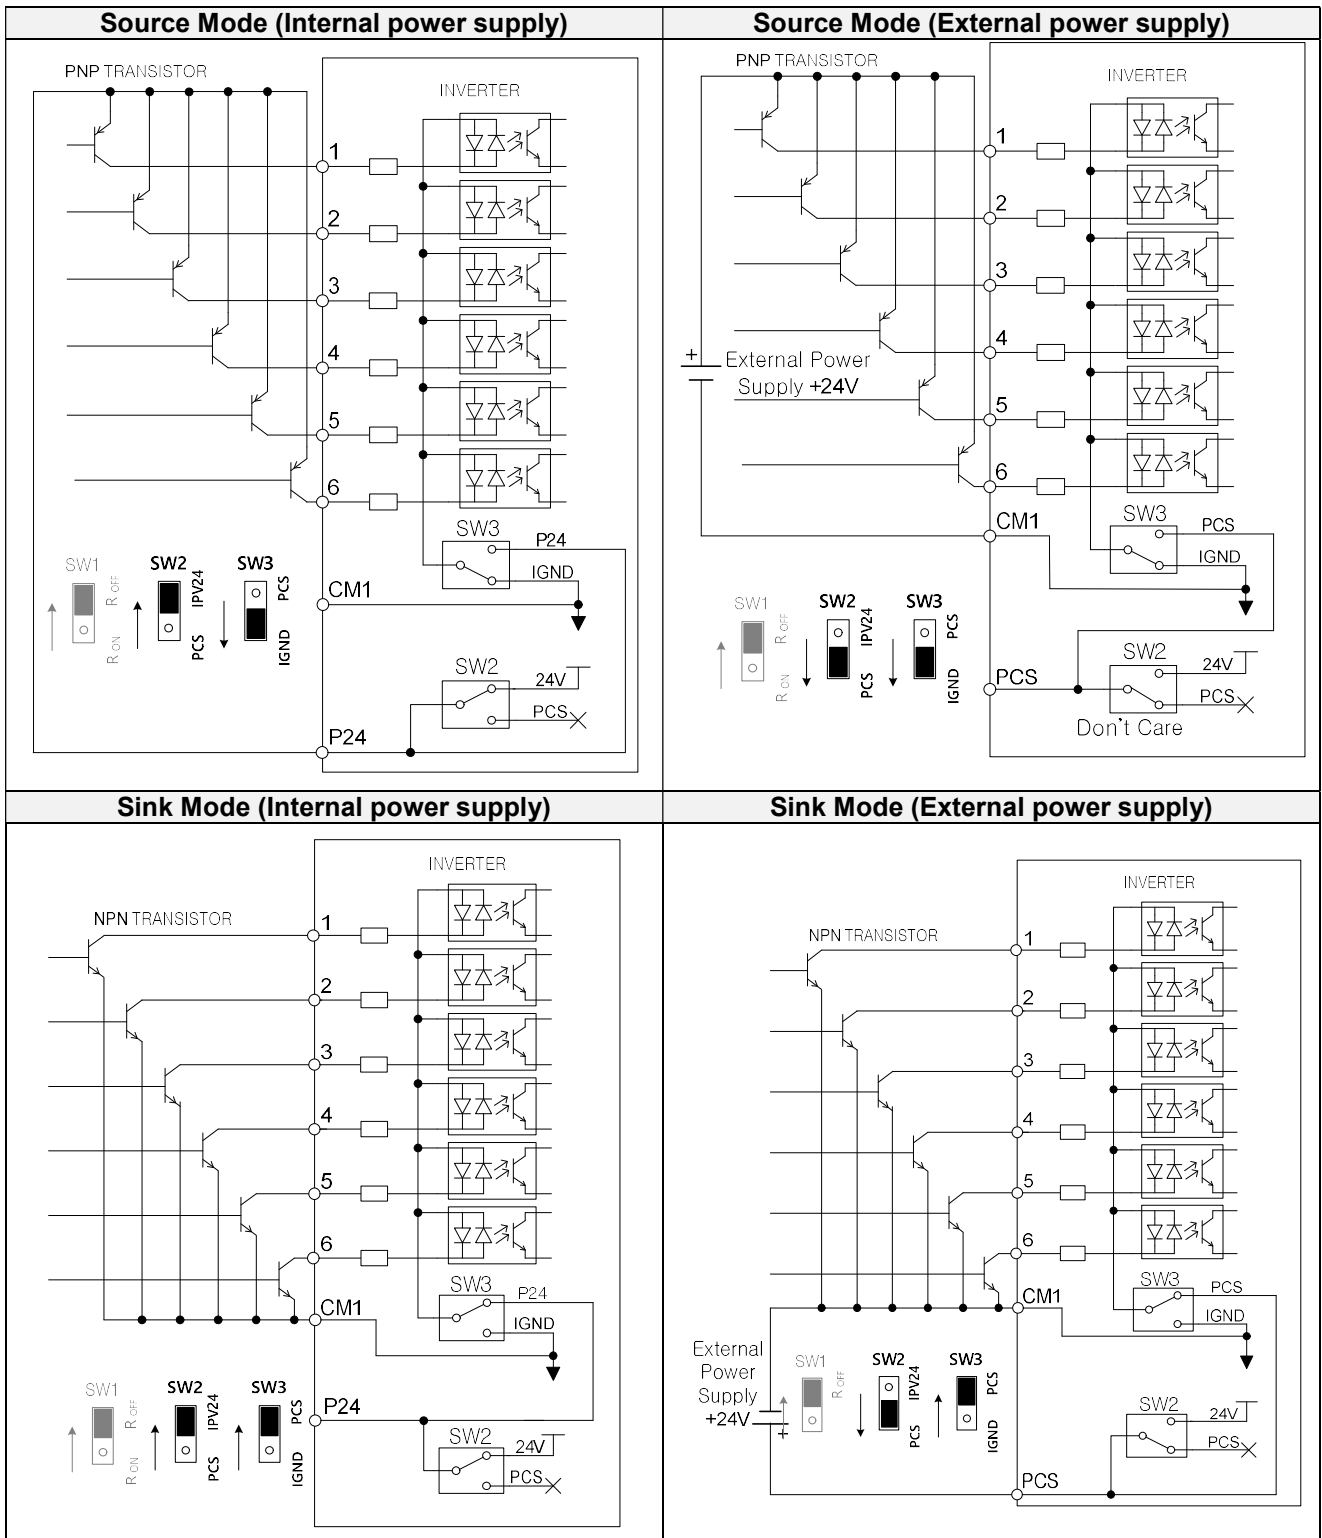 Source Mode (Internal power supply)
PNP TRANSISTOR
INVERTER
1
2
3
4
5
6
SW3
P24
IGND
SW1
R OFF
R ON
SW2
IPV24
PCS
SW3
PCS
IGND
CM1
SW2
24V
PCS
P24
Source Mode (External power supply)
PNP TRANSISTOR
INVERTER
1
2
3
4
+
External Power
Supply +24V
5
6
CM1
SW3
PCS
IGND
SW1
R OFF
R ON
SW2
IPV24
PCS
SW3
PCS
IGND
PCS
SW2
24V
PCS
Don't Care
Sink Mode (Internal power supply)
INVERTER
NPN TRANSISTOR
1
2
3
4
5
6
SW3
P24
CM1
IGND
SW1
R OFF
R ON
SW2
IPV24
PCS
SW3
PCS
IGND
P24
SW2
24V
PCS
Sink Mode (External power supply)
INVERTER
NPN TRANSISTOR
1
2
3
4
5
6
SW3
PCS
CM1
IGND
External
Power
Supply
+24V
+
SW1
R OFF
SW2
IPV24
PCS
SW3
PCS
IGND
SW2
24V
PCS
PCS